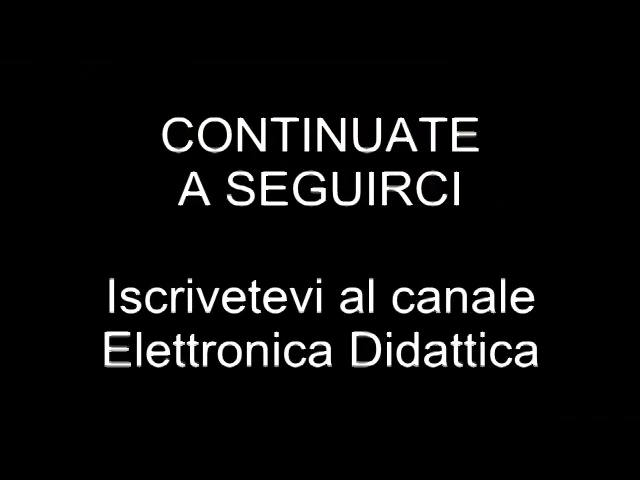 CONTINUATE
A SEGUIRCI
Iscrivetevi al canale
Elettronica Didattica